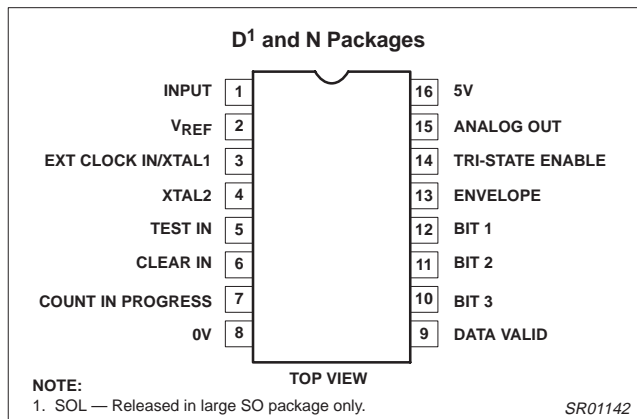 D1 and N Packages
INPUT 1 16 5V
VREF 2 15 ANALOG OUT
EXT CLOCK IN/XTAL1 3 14 TRI-STATE ENABLE
XTAL2 4 13 ENVELOPE
TEST IN 5 12 BIT 1
CLEAR IN 6 11 BIT 2
COUNT IN PROGRESS 7 10 BIT 3
0V 8 9 DATA VALID
TOP VIEW
NOTE:
1. SOL — Released in large SO package only.
SR01142